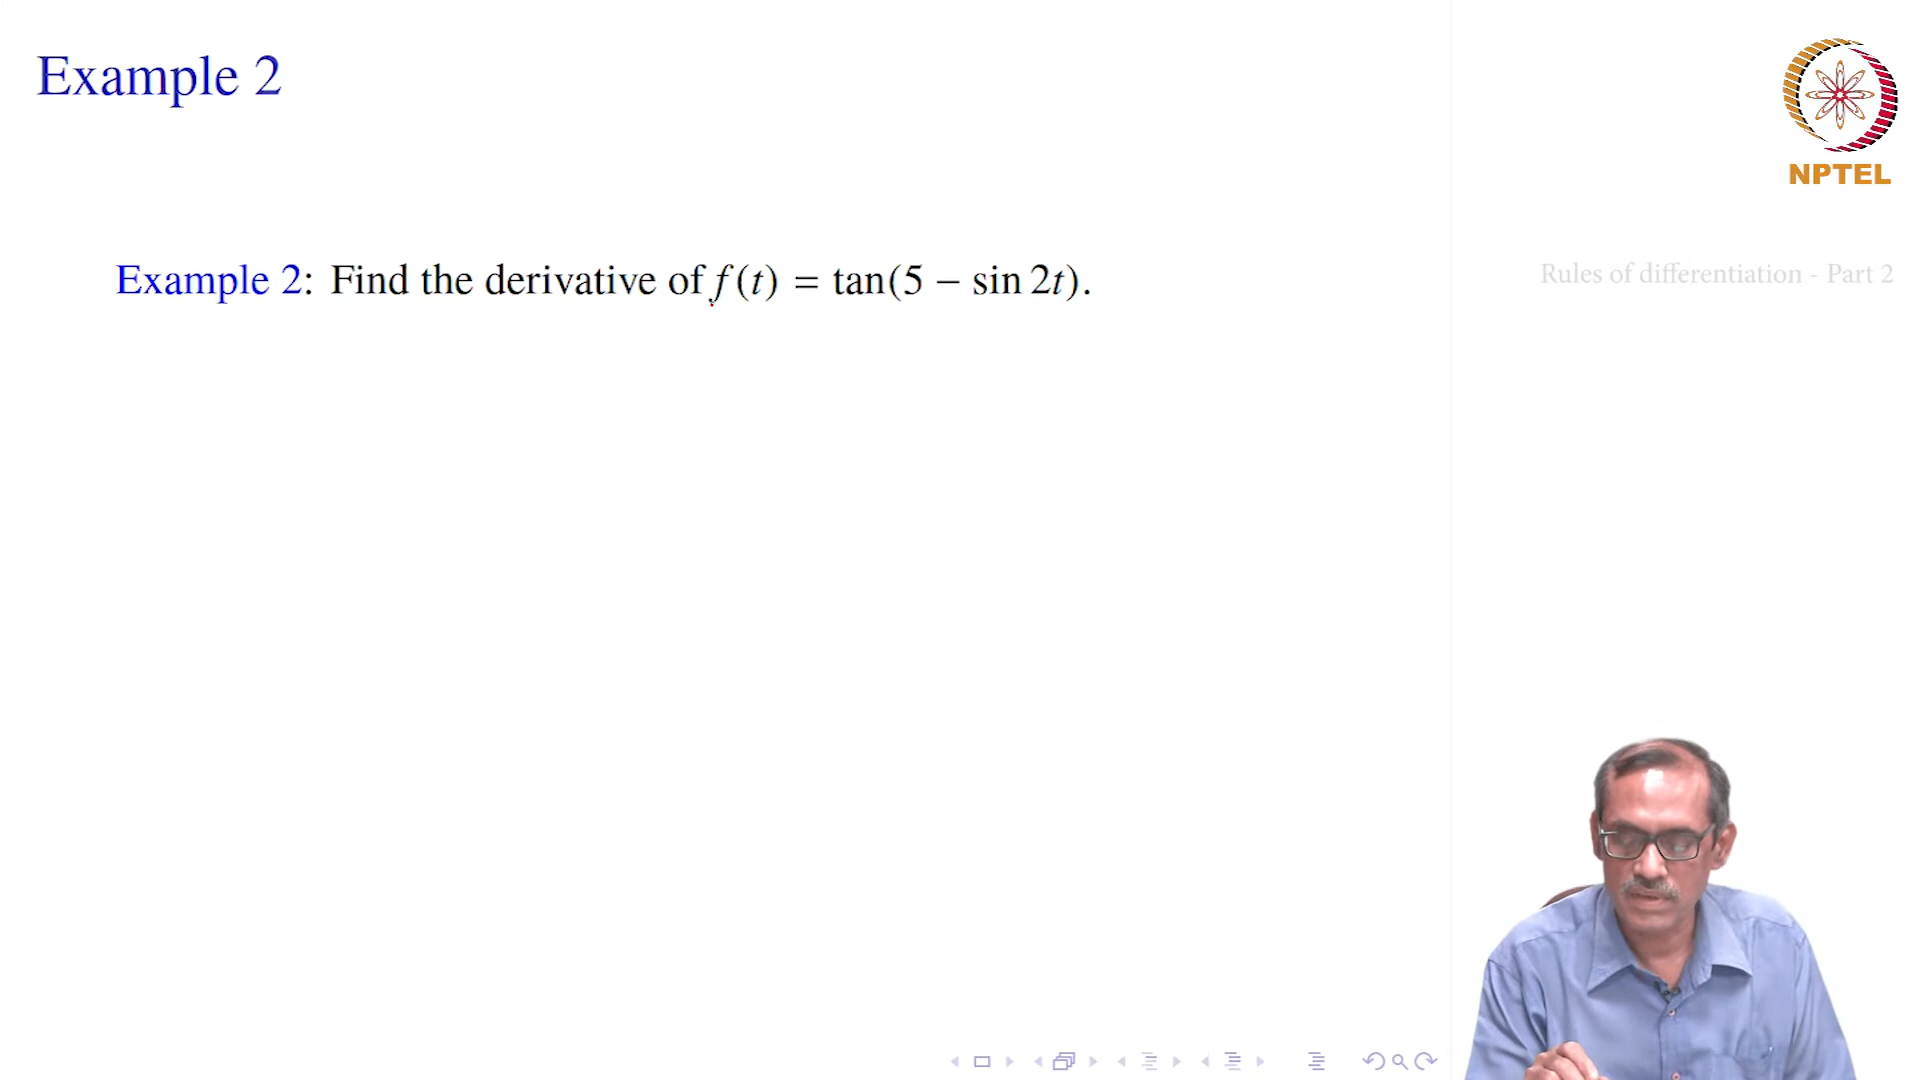 Example 2
NPTEL
Example 2: Find the derivative of f(t) = tan(5 − sin 2t).
Rules of differentiation - Part 2